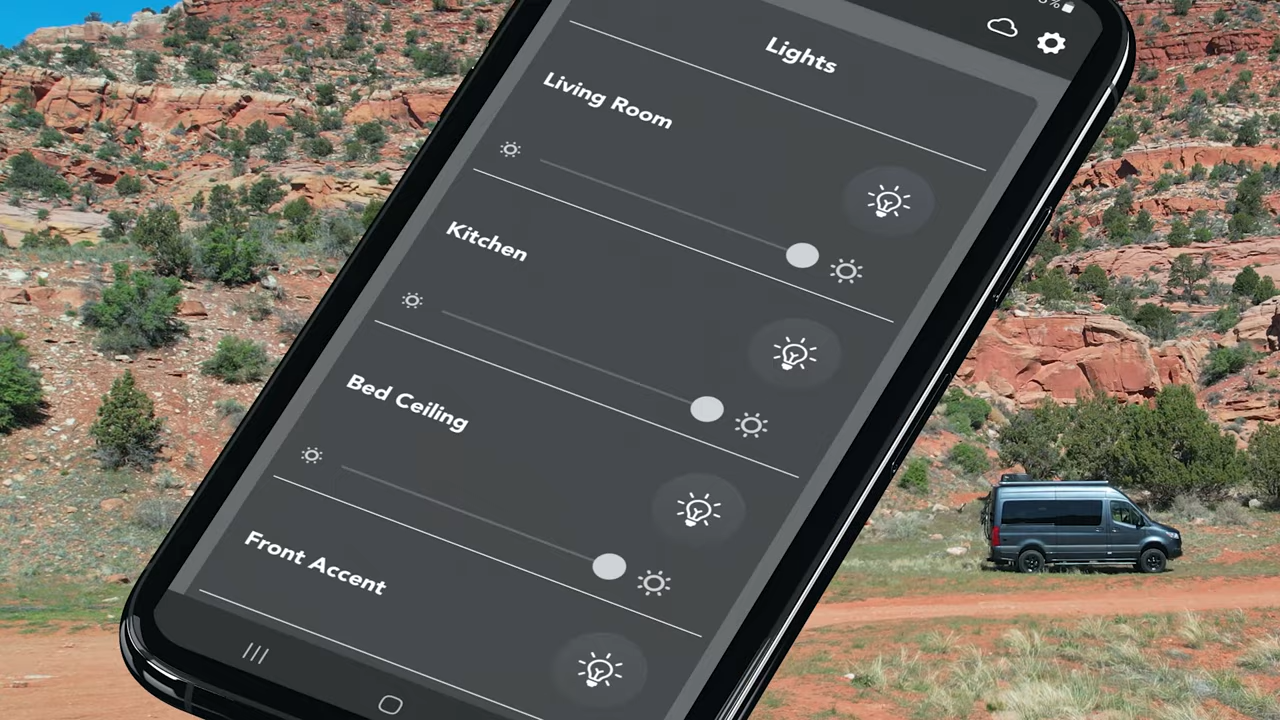 Lights
Living Room
Kitchen
Bed Ceiling
Front Accent